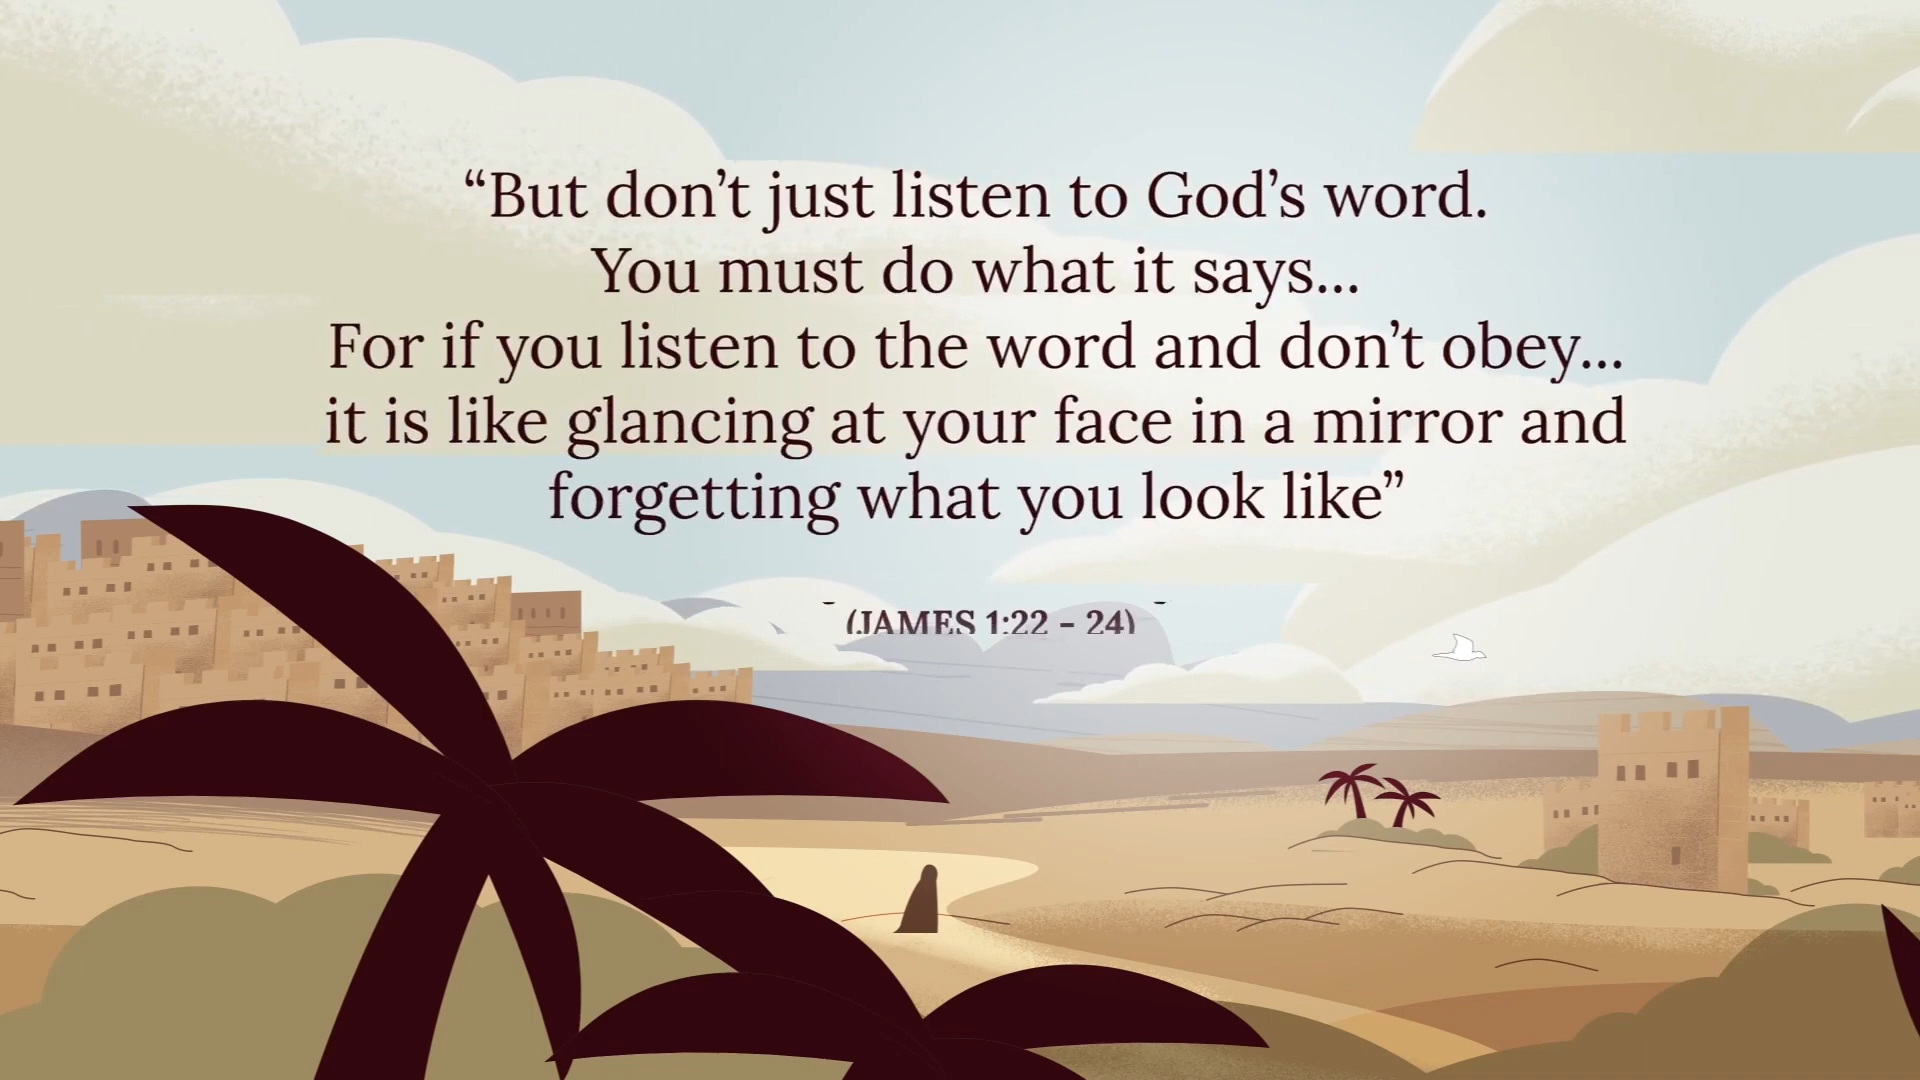 “But don’t just listen to God’s word.
You must do what it says...
For if you listen to the word and don’t obey...
it is like glancing at your face in a mirror and
forgetting what you look like”
(JAMES 1:22 - 24)